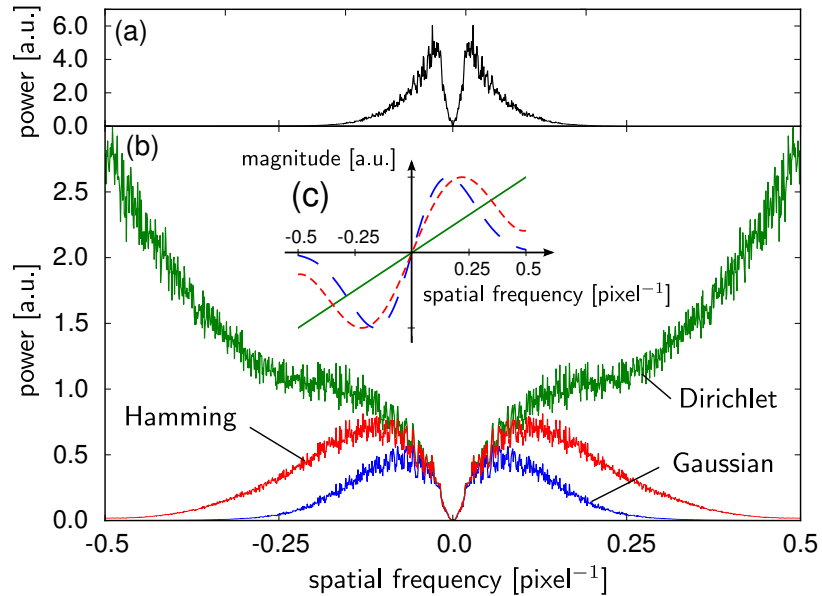 (a)
power [a.u.]
6.0
4.0
2.0
0.0
(b)
power [a.u.]
2.5
2.0
1.5
1.0
0.5
0.0
magnitude [a.u.]
(c)
-0.5
-0.25
0.25
0.5
spatial frequency [pixel⁻¹]
Hamming
Dirichlet
Gaussian
-0.5
-0.25
0.0
0.25
0.5
spatial frequency [pixel⁻¹]